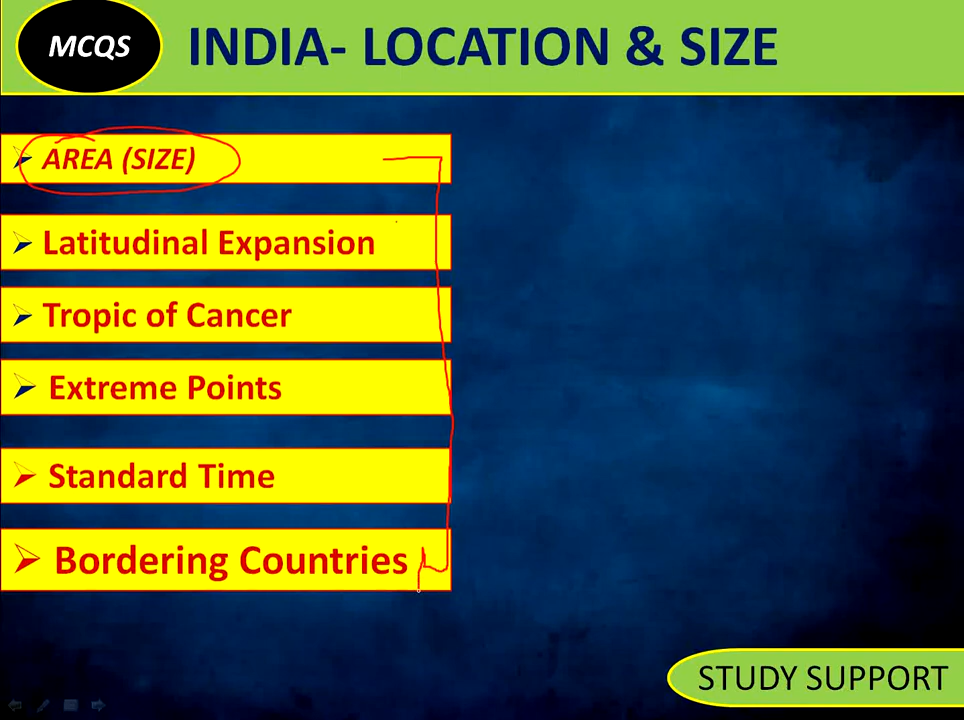 MCQS
INDIA- LOCATION & SIZE
AREA (SIZE)
Latitudinal Expansion
Tropic of Cancer
Extreme Points
Standard Time
Bordering Countries
STUDY SUPPORT